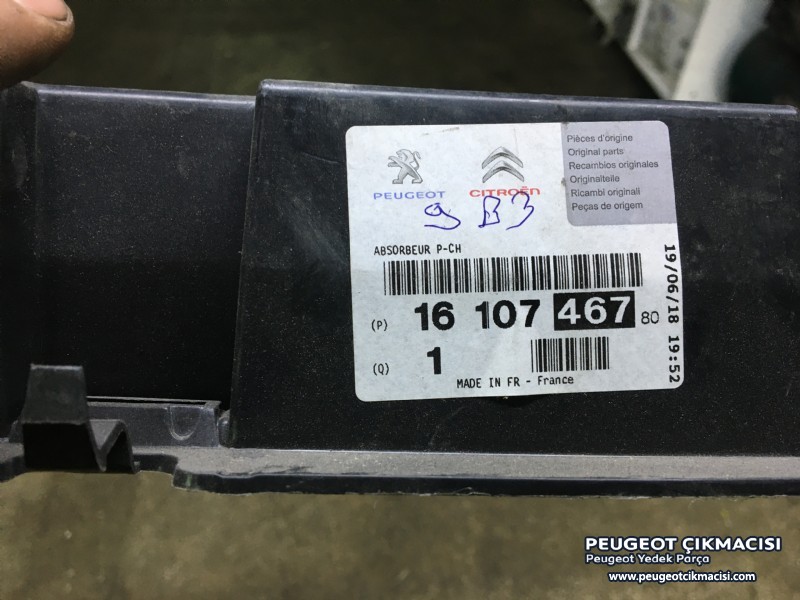 PEUGEOT
CITROËN
Pièces d'origine
Original parts
Recambios originales
Originalteile
Ricambi originali
Peças de origem
9 B3
ABSORBEUR P-CH
(P) 16 107 467 80
(Q) 1
MADE IN FR - France
19/06/18 19:52
PEUGEOT ÇIKMACISI
Peugeot Yedek Parça
www.peugeotcikmacisi.com